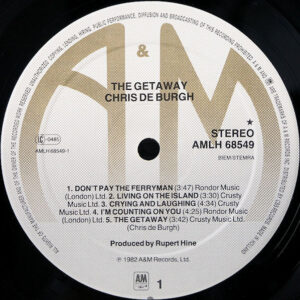 &
A&M
THE GETAWAY
CHRIS DE BURGH
STEREO
AMLH 68549
BIEM/STEMRA
AMLH 68549-1
1. DON'T PAY THE FERRYMAN (3:47) Rondor Music
(London) Ltd. 2. LIVING ON THE ISLAND (3:30) Crusty
Music Ltd. 3. CRYING AND LAUGHING (4:34) Crusty
Music Ltd. 4. I'M COUNTING ON YOU (4:25) Rondor Music
(London) Ltd. 5. THE GETAWAY (3:42) Crusty Music Ltd.
(Chris de Burgh)
Produced by Rupert Hine
℗ 1982 A&M Records, Ltd.
A&M
1